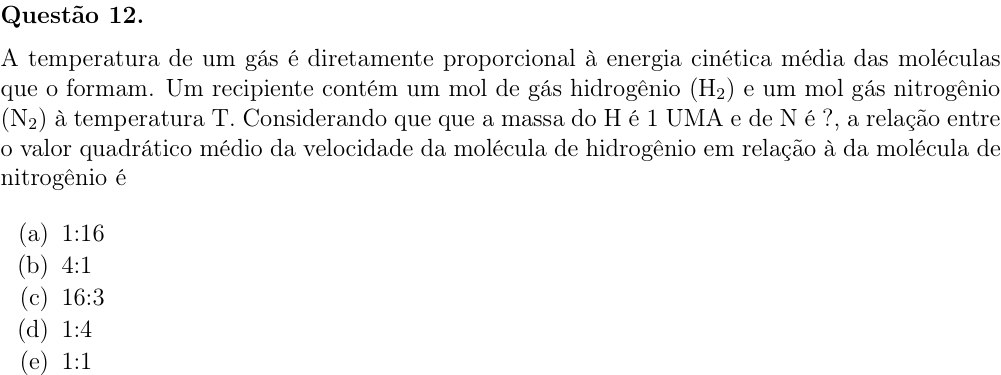 Questão 12.
A temperatura de um gás é diretamente proporcional à energia cinética média das moléculas
que o formam. Um recipiente contém um mol de gás hidrogênio (H₂) e um mol gás nitrogênio
(N₂) à temperatura T. Considerando que que a massa do H é 1 UMA e de N é ?, a relação entre
o valor quadrático médio da velocidade da molécula de hidrogênio em relação à da molécula de
nitrogênio é
(a) 1:16
(b) 4:1
(c) 16:3
(d) 1:4
(e) 1:1